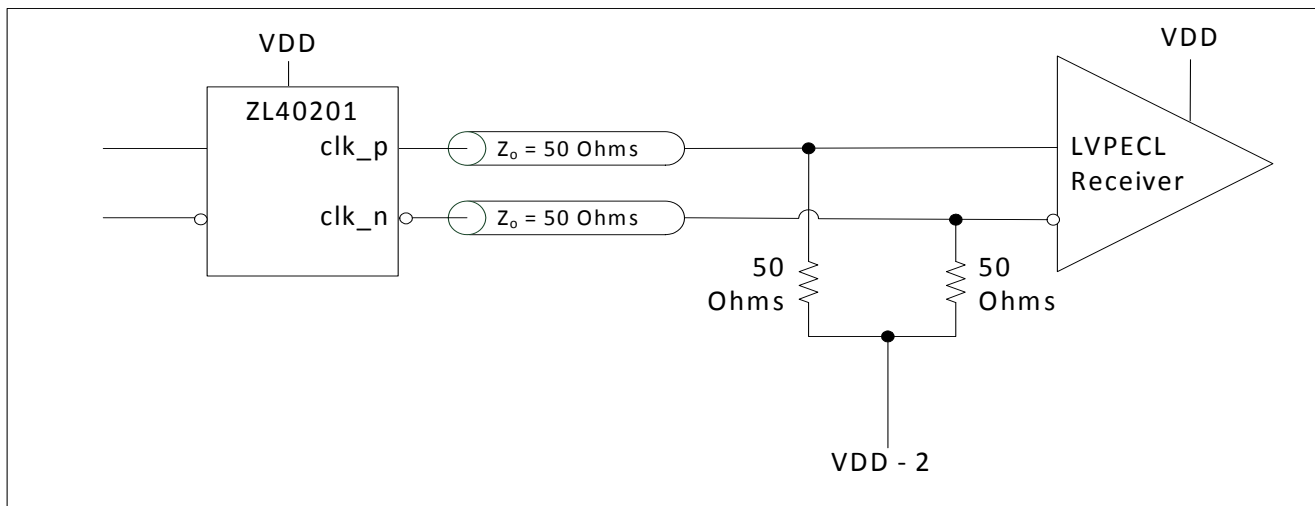 VDD
ZL40201
clk_p
clk_n
Zₒ = 50 Ohms
Zₒ = 50 Ohms
VDD
LVPECL
Receiver
50
Ohms
50
Ohms
VDD - 2